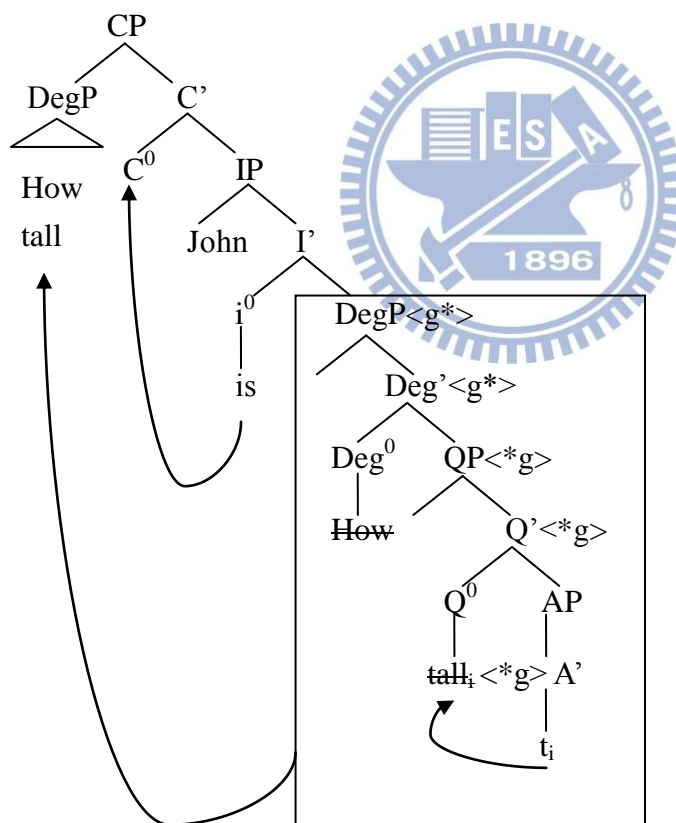 CP
DegP C’
C⁰ IP
How
tall
John I’
E S A
1896
i⁰ DegP<g*>
is Deg’<g*>
Deg⁰ QP<*g>
How Q’<*g>
Q⁰ AP
tallᵢ <*g> A’
tᵢ